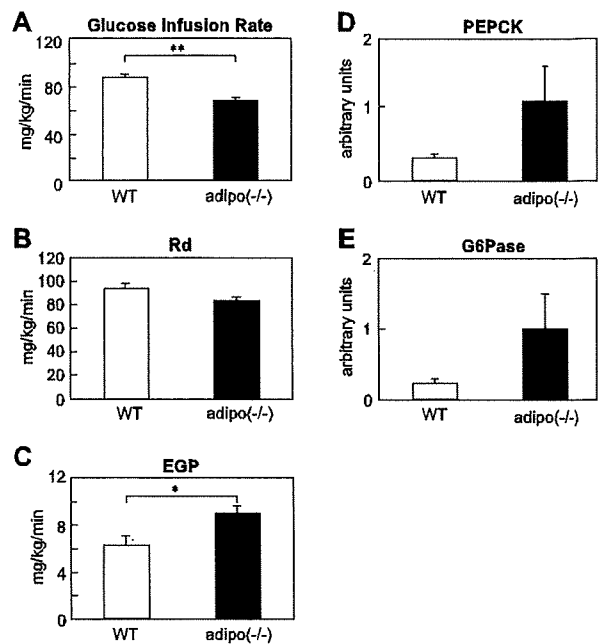 A
Glucose Infusion Rate
120
80
40
0
mg/kg/min
**
WT
adipo(-/-)
B
Rd
120
100
80
60
40
20
0
mg/kg/min
WT
adipo(-/-)
C
EGP
12
8
4
0
mg/kg/min
*
WT
adipo(-/-)
D
PEPCK
2
1
0
arbitrary units
WT
adipo(-/-)
E
G6Pase
2
1
0
arbitrary units
WT
adipo(-/-)